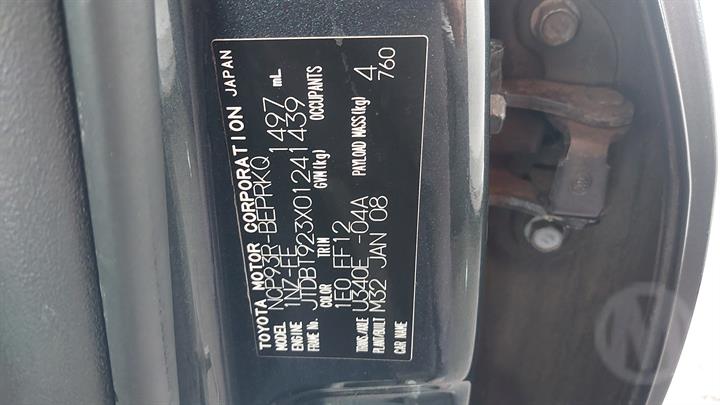 TOYOTA MOTOR CORPORATION JAPAN
MODEL NCP93R-BEPRKQ 1497 mL
ENGINE 1NZ-FE
FRAME No. JTDBT923X01241439
GVM(kg) OCCUPANTS
COLOR TRIM PAYLOAD MASS(kg) 4
1E0 FF12 760
TRANS./AXLE U340E -04A
PLANT/BUILT M32 JAN 08
CAR NAME
M